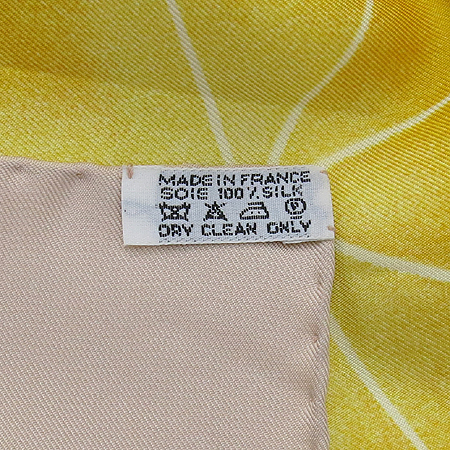 MADE IN FRANCE
SOIE 100% SILK
DRY CLEAN ONLY